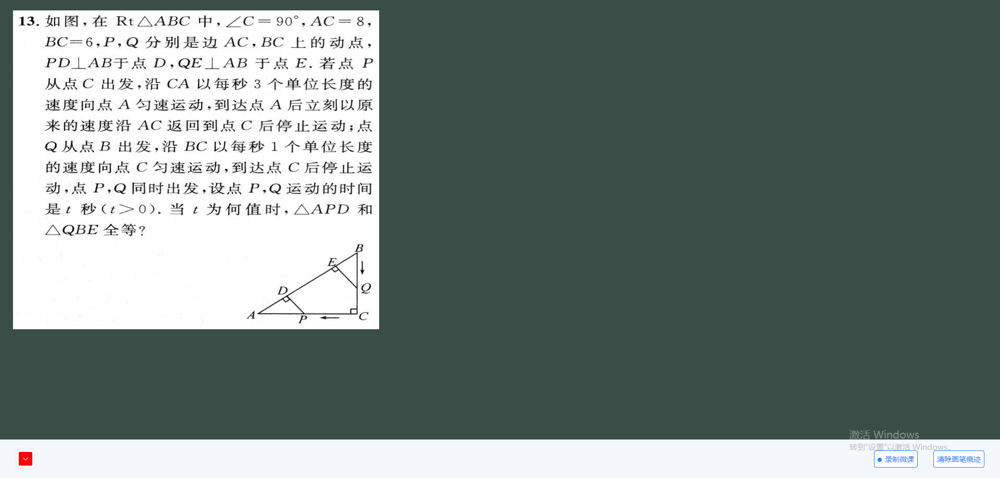 13. 如图,在 Rt△ABC 中,∠C=90°,AC=8,
BC=6,P,Q 分别是边 AC,BC 上的动点,
PD⊥AB于点 D,QE⊥AB 于点 E. 若点 P
从点 C 出发,沿 CA 以每秒 3 个单位长度的
速度向点 A 匀速运动,到达点 A 后立刻以原
来的速度沿 AC 返回到点 C 后停止运动;点
Q 从点 B 出发,沿 BC 以每秒 1 个单位长度
的速度向点 C 匀速运动,到达点 C 后停止运
动,点 P,Q 同时出发,设点 P,Q 运动的时间
是 t 秒(t>0). 当 t 为何值时,△APD 和
△QBE 全等?
B
E
D
Q
A
P
C
激活 Windows
转到"设置"以激活 Windows。
录制微课
清除画笔痕迹